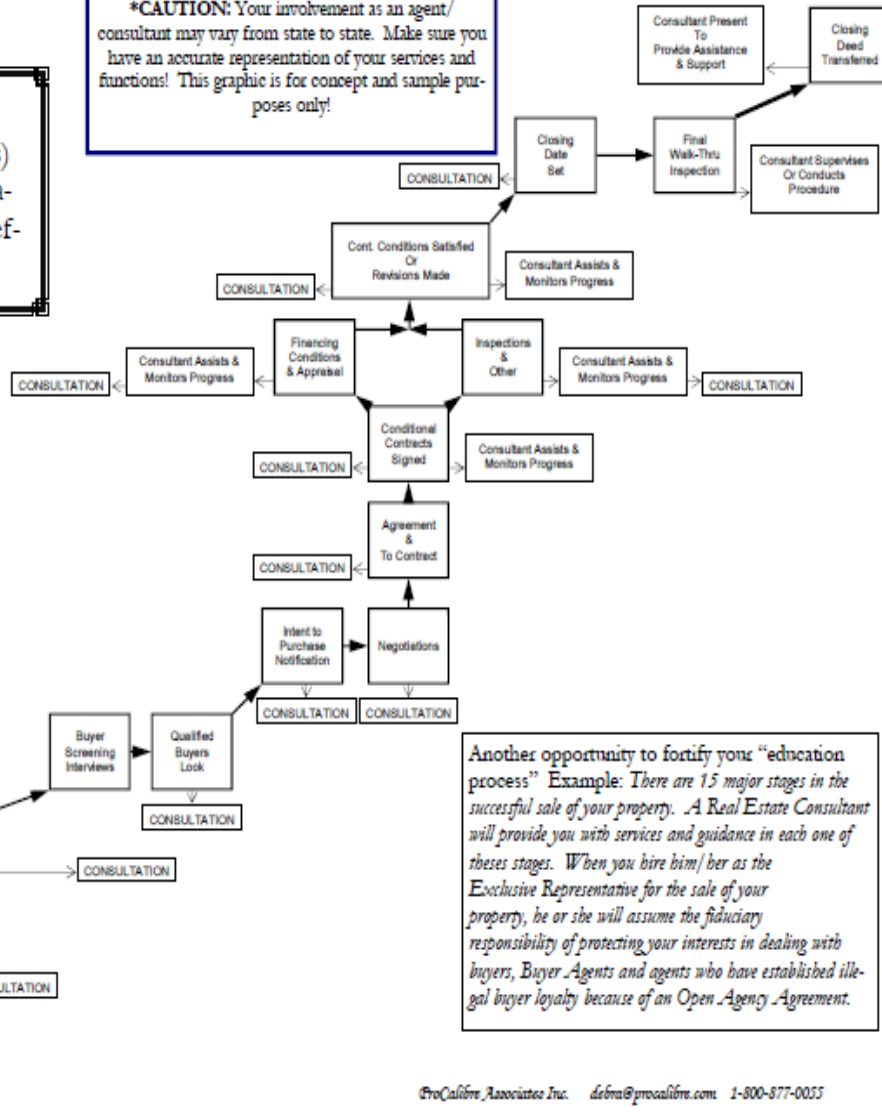 *CAUTION: Your involvement as an agent/
consultant may vary from state to state. Make sure you
have an accurate representation of your services and
functions! This graphic is for concept and sample pur-
poses only!
Consultant Present
To
Provide Assistance
& Support
Closing
Deed
Transferred
)
a-
ef-
Closing
Date
Set
Final
Walk-Thru
Inspection
Consultant Supervises
Or Conducts
Procedure
CONSULTATION
Cont. Conditions Satisfied
Or
Revisions Made
Consultant Assists &
Monitors Progress
CONSULTATION
Financing
Conditions
& Appraisal
Inspections
&
Other
Consultant Assists &
Monitors Progress
CONSULTATION
Consultant Assists &
Monitors Progress
CONSULTATION
Conditional
Contracts
Signed
Consultant Assists &
Monitors Progress
CONSULTATION
Agreement
&
To Contract
CONSULTATION
Intent to
Purchase
Notification
Negotiations
CONSULTATION
CONSULTATION
Buyer
Screening
Interviews
Qualified
Buyers
Look
CONSULTATION
CONSULTATION
ULTATION
Another opportunity to fortify your “education
process” Example: There are 15 major stages in the
successful sale of your property. A Real Estate Consultant
will provide you with services and guidance in each one of
theses stages. When you hire him/her as the
Exclusive Representative for the sale of your
property, he or she will assume the fiduciary
responsibility of protecting your interests in dealing with
buyers, Buyer Agents and agents who have established ille-
gal buyer loyalty because of an Open Agency Agreement.
ProCalibre Associates Inc. debra@procalibre.com 1-800-877-0055